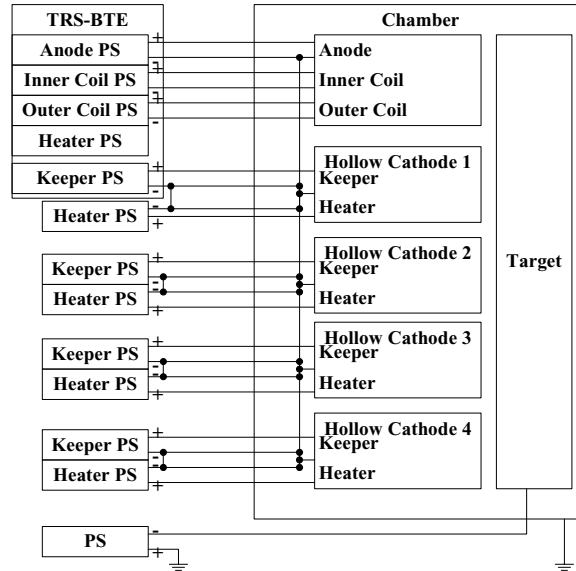 TRS-BTE
Chamber
Anode PS
+
-
Anode
Inner Coil PS
+
-
Inner Coil
Outer Coil PS
+
-
Outer Coil
Heater PS
Keeper PS
+
-
Hollow Cathode 1
Keeper
Heater PS
-
+
Heater
Keeper PS
+
-
Hollow Cathode 2
Keeper
Heater PS
-
+
Heater
Target
Keeper PS
+
-
Hollow Cathode 3
Keeper
Heater PS
-
+
Heater
Keeper PS
+
-
Hollow Cathode 4
Keeper
Heater PS
-
+
Heater
PS
-
+